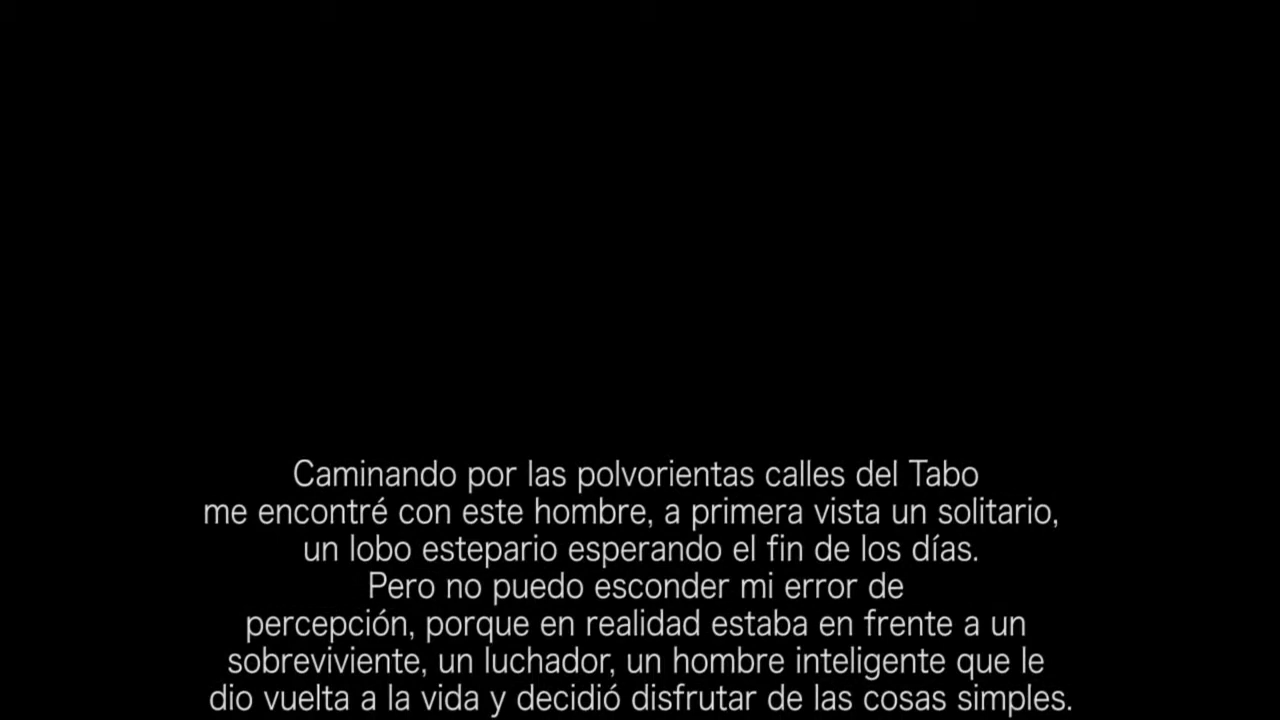 Caminando por las polvorientas calles del Tabo
me encontré con este hombre, a primera vista un solitario,
un lobo estepario esperando el fin de los días.
Pero no puedo esconder mi error de
percepción, porque en realidad estaba en frente a un
sobreviviente, un luchador, un hombre inteligente que le
dio vuelta a la vida y decidió disfrutar de las cosas simples.